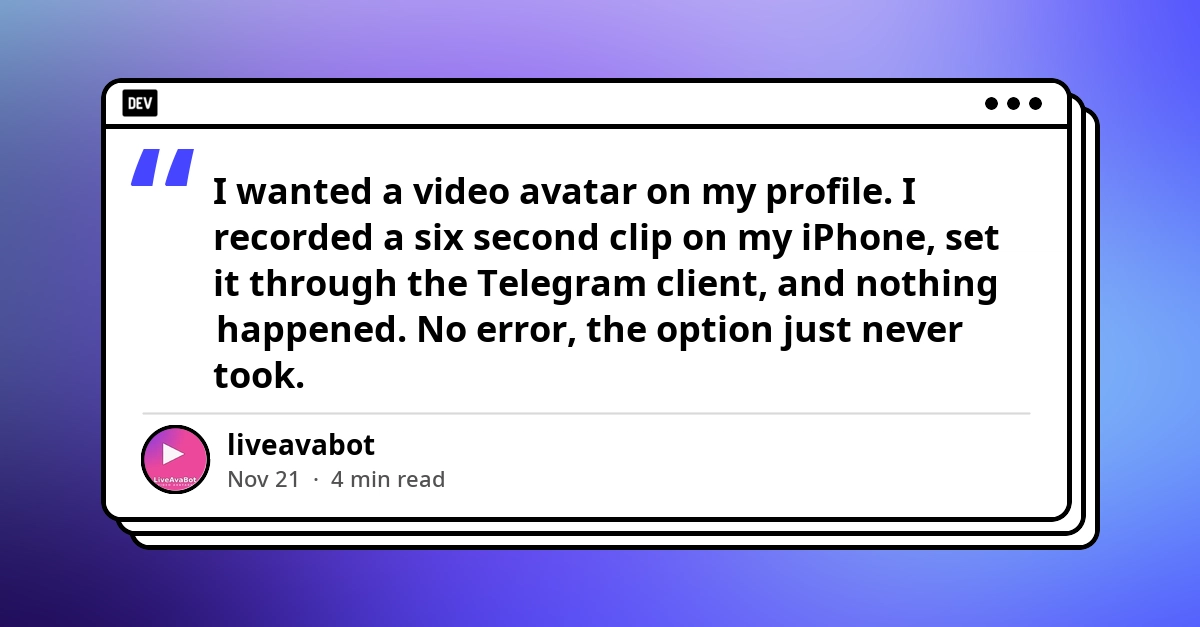 DEV
“
I wanted a video avatar on my profile. I
recorded a six second clip on my iPhone, set
it through the Telegram client, and nothing
happened. No error, the option just never
took.
liveavabot
Nov 21 · 4 min read
LiveAvaBot